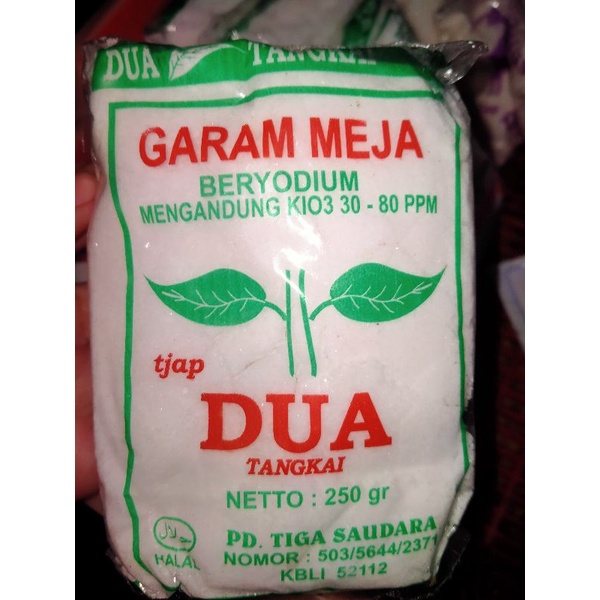 DUA TANGKAI
GARAM MEJA
BERYODIUM
MENGANDUNG KIO3 30 - 80 PPM
tjap
DUA
TANGKAI
NETTO : 250 gr
حلال
HALAL
PD. TIGA SAUDARA
NOMOR : 503/5644/2371
KBLI 52112